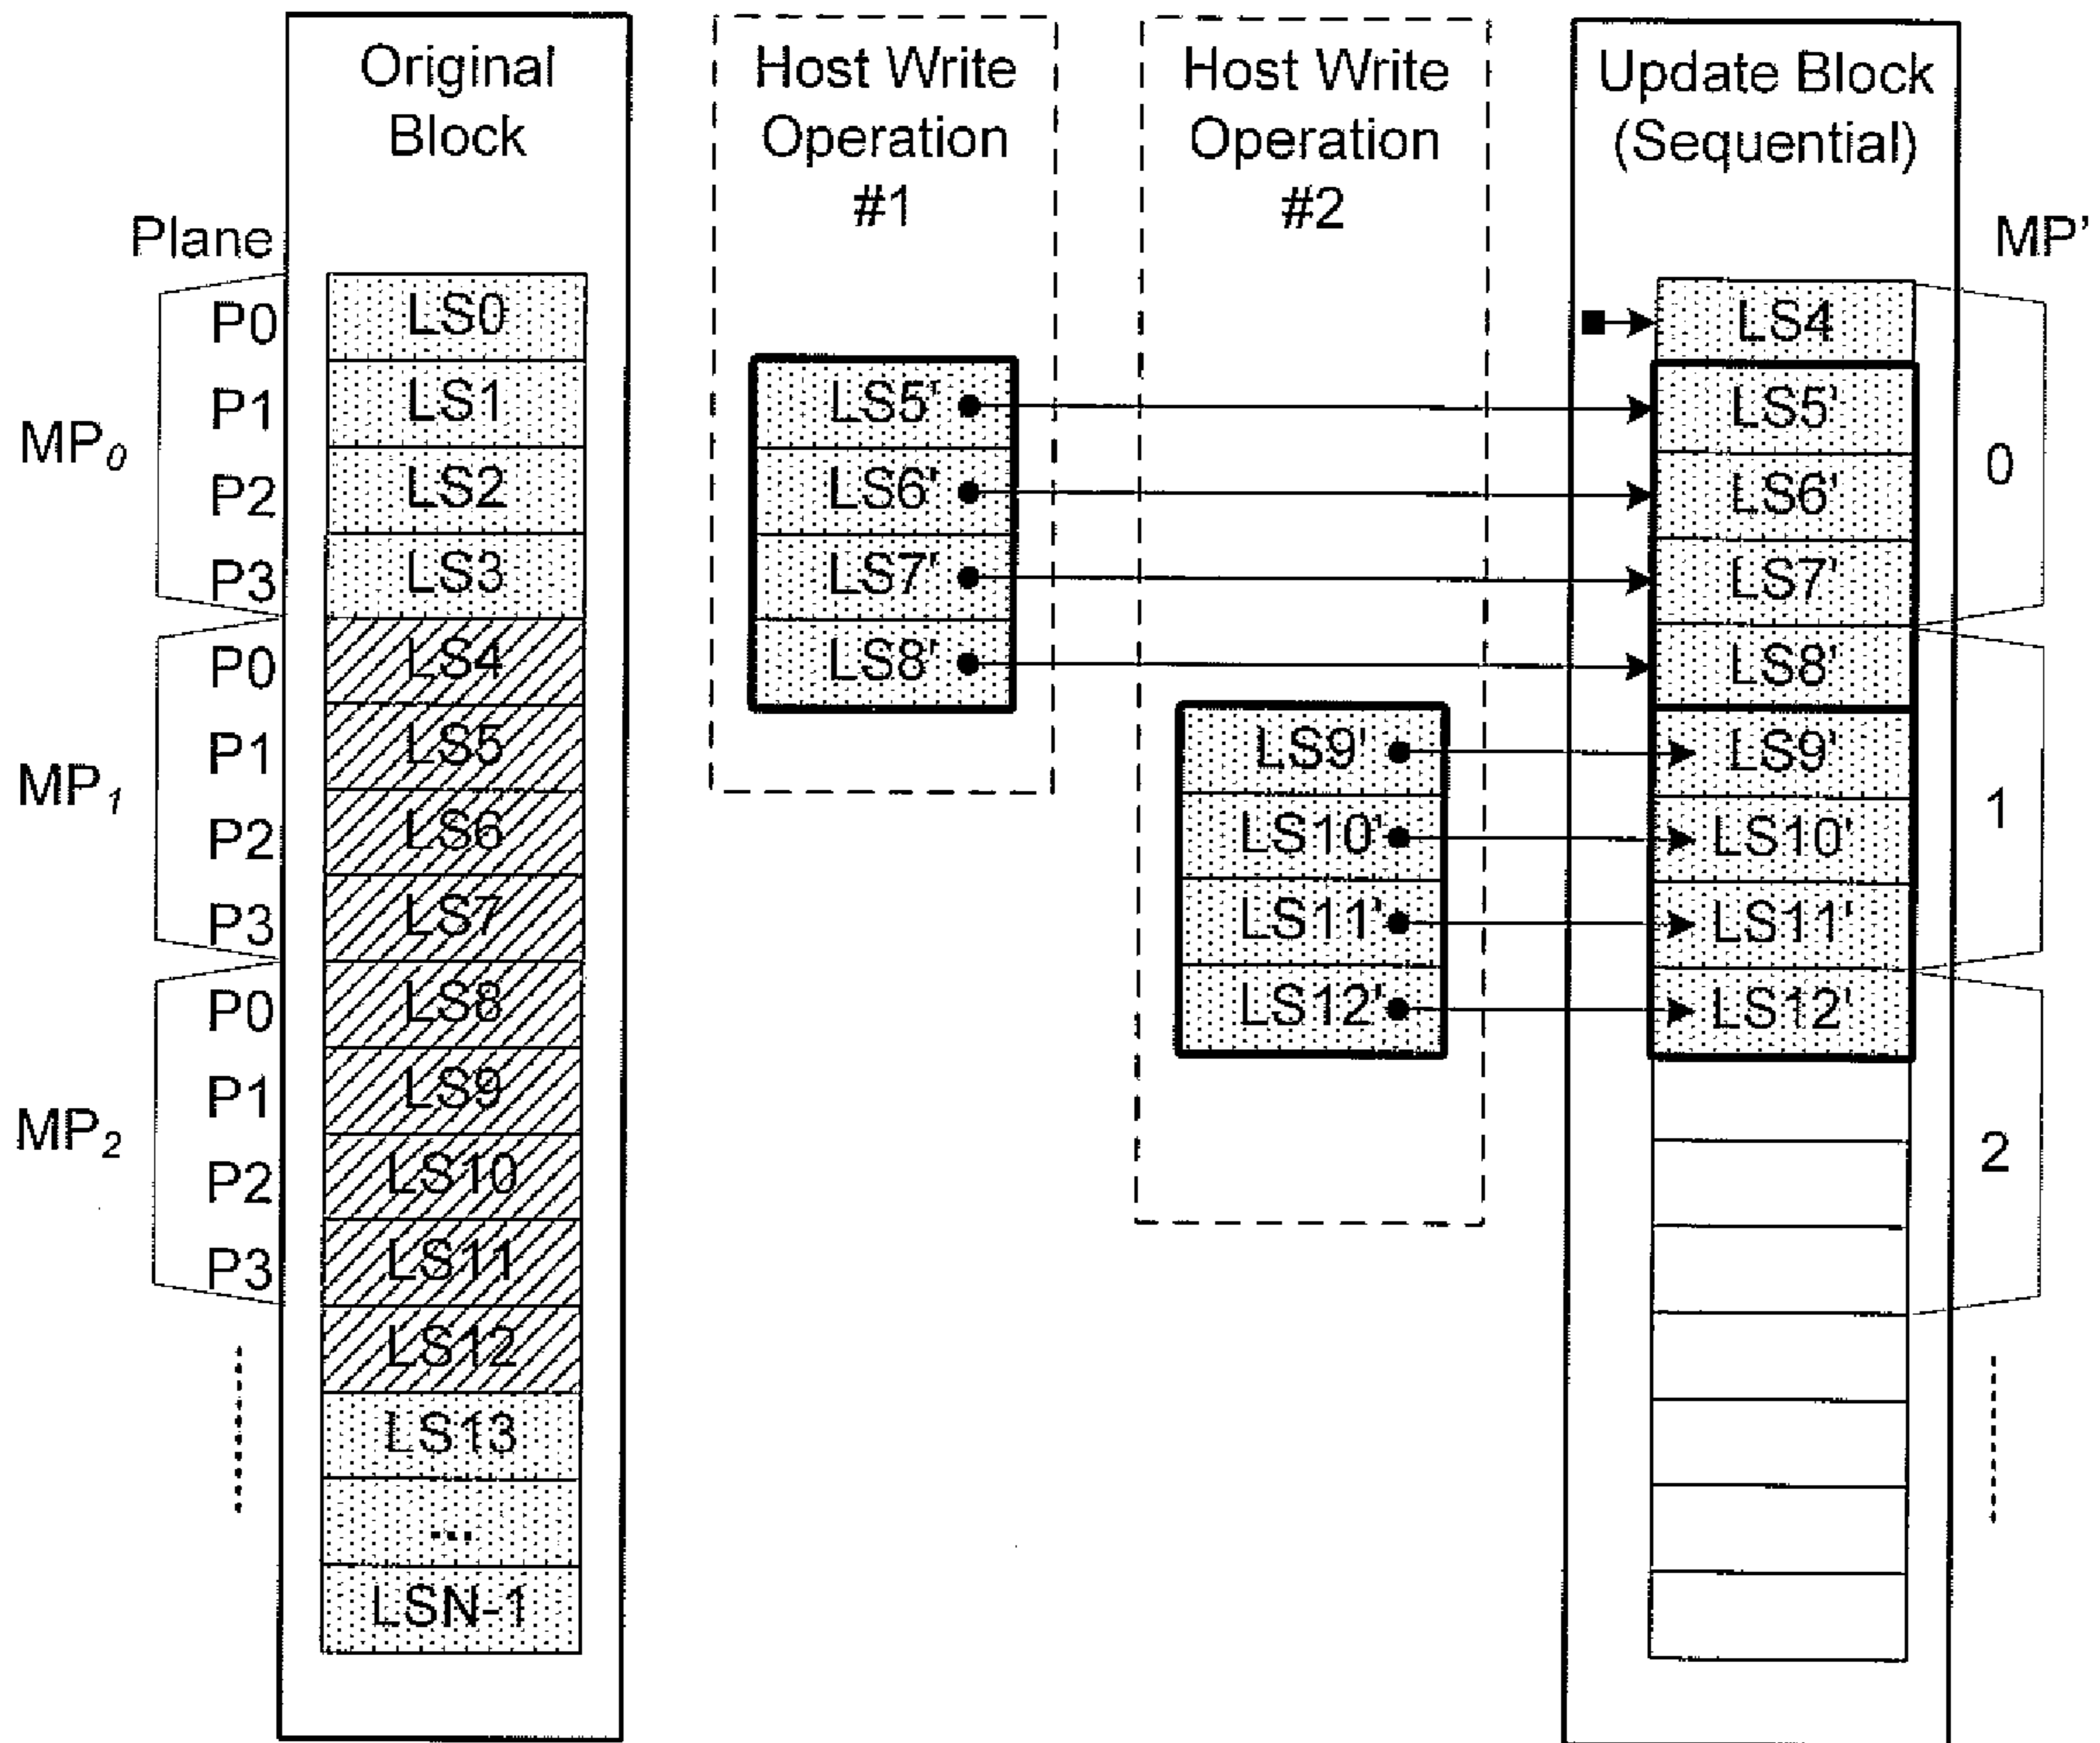 Original
Block
Host Write
Operation
#1
Host Write
Operation
#2
Update Block
(Sequential)
Plane
MP'
MP0
P0
P1
P2
P3
MP1
P0
P1
P2
P3
MP2
P0
P1
P2
P3
LS0
LS1
LS2
LS3
LS4
LS5
LS6
LS7
LS8
LS9
LS10
LS11
LS12
LS13
...
LSN-1
LS5'
LS6'
LS7'
LS8'
LS9'
LS10'
LS11'
LS12'
LS4
LS5'
LS6'
LS7'
LS8'
LS9'
LS10'
LS11'
LS12'
0
1
2